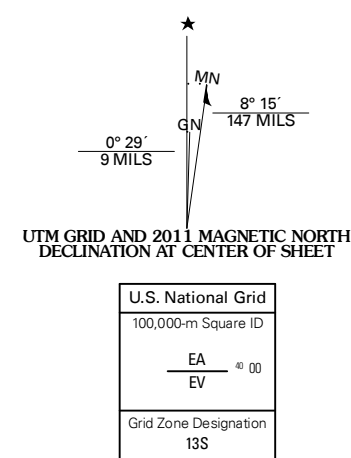 MN
GN
8° 15´
147 MILS
0° 29´
9 MILS
UTM GRID AND 2011 MAGNETIC NORTH
DECLINATION AT CENTER OF SHEET
U.S. National Grid
100,000-m Square ID
EA
EV
40 00
Grid Zone Designation
13S